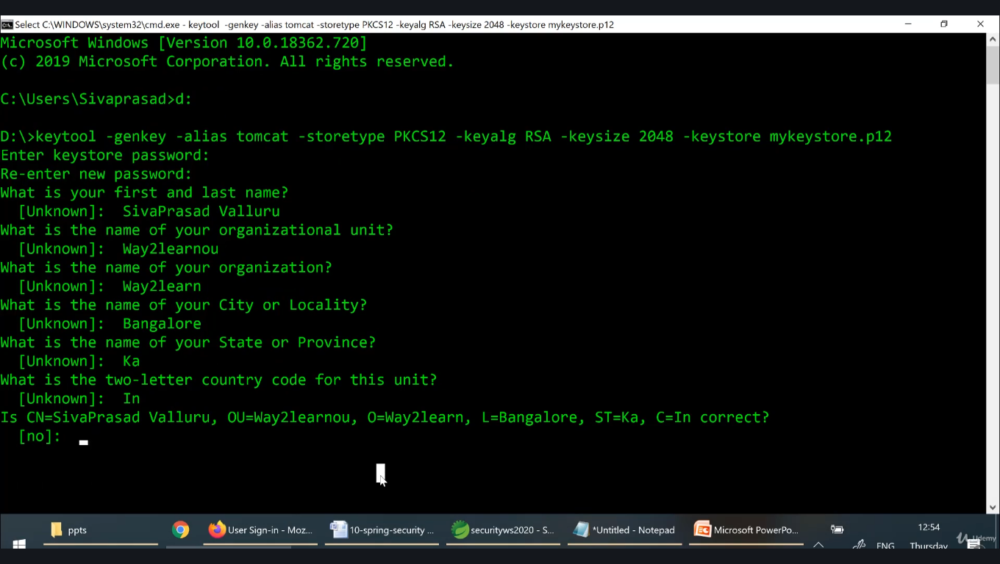 Select C:\WINDOWS\system32\cmd.exe - keytool -genkey -alias tomcat -storetype PKCS12 -keyalg RSA -keysize 2048 -keystore mykeystore.p12
Microsoft Windows [Version 10.0.18362.720]
(c) 2019 Microsoft Corporation. All rights reserved.
C:\Users\Sivaprasad>d:
D:\>keytool -genkey -alias tomcat -storetype PKCS12 -keyalg RSA -keysize 2048 -keystore mykeystore.p12
Enter keystore password:
Re-enter new password:
What is your first and last name?
[Unknown]: SivaPrasad Valluru
What is the name of your organizational unit?
[Unknown]: Way2learnou
What is the name of your organization?
[Unknown]: Way2learn
What is the name of your City or Locality?
[Unknown]: Bangalore
What is the name of your State or Province?
[Unknown]: Ka
What is the two-letter country code for this unit?
[Unknown]: In
Is CN=SivaPrasad Valluru, OU=Way2learnou, O=Way2learn, L=Bangalore, ST=Ka, C=In correct?
[no]:
ppts
User Sign-in - Moz...
10-spring-security ...
securityws2020 - S...
*Untitled - Notepad
Microsoft PowerPo...
ENG
12:54
Thursday
Udemy